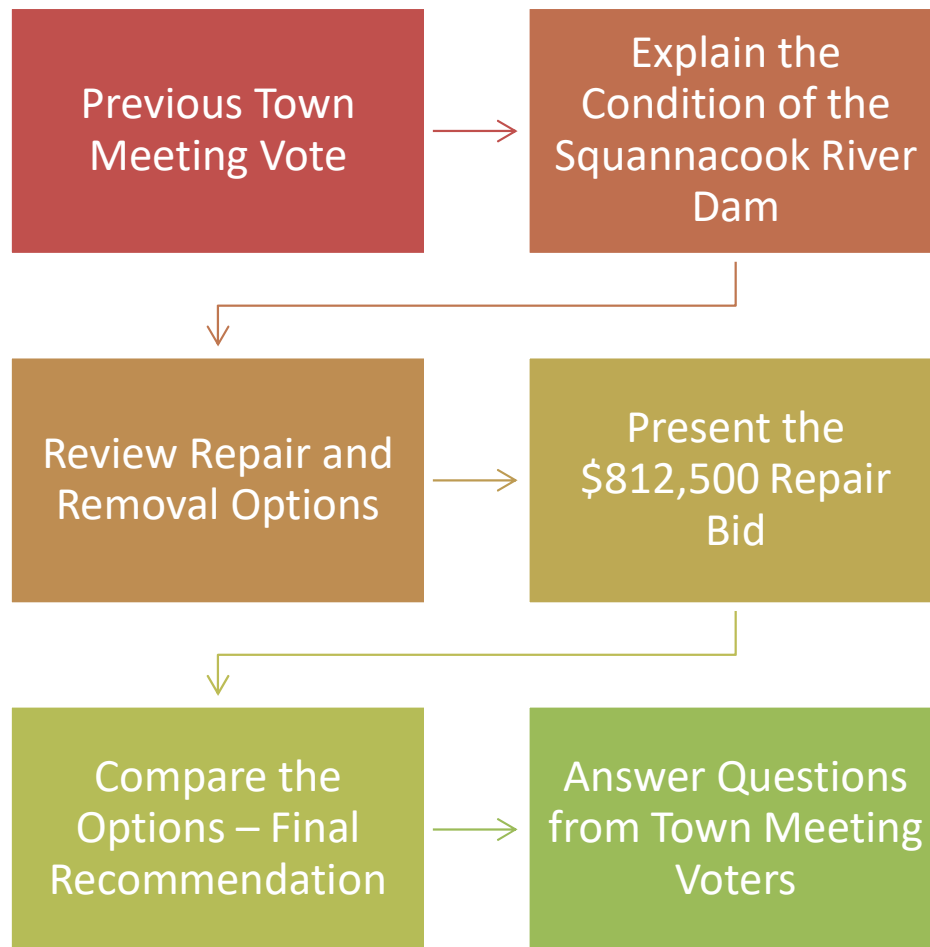 Previous Town
Meeting Vote
Explain the
Condition of the
Squannacook River
Dam
Review Repair and
Removal Options
Present the
$812,500 Repair
Bid
Compare the
Options – Final
Recommendation
Answer Questions
from Town Meeting
Voters